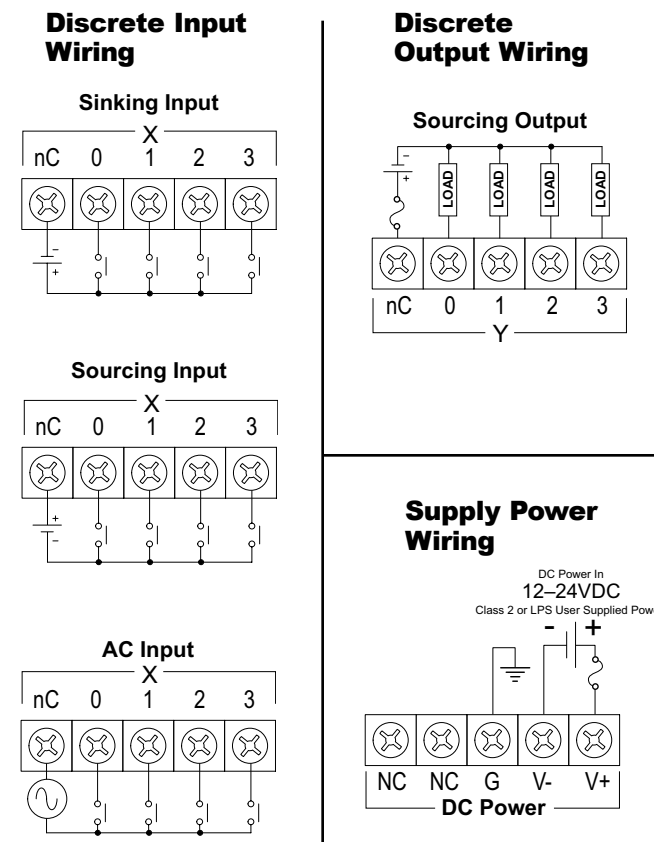 Discrete Input
Wiring
Sinking Input
X
nC 0 1 2 3
-
+
Sourcing Input
X
nC 0 1 2 3
+
-
AC Input
X
nC 0 1 2 3
Discrete
Output Wiring
Sourcing Output
-
+
LOAD LOAD LOAD LOAD
nC 0 1 2 3
Y
Supply Power
Wiring
DC Power In
12–24VDC
Class 2 or LPS User Supplied Pow
- +
NC NC G V- V+
DC Power